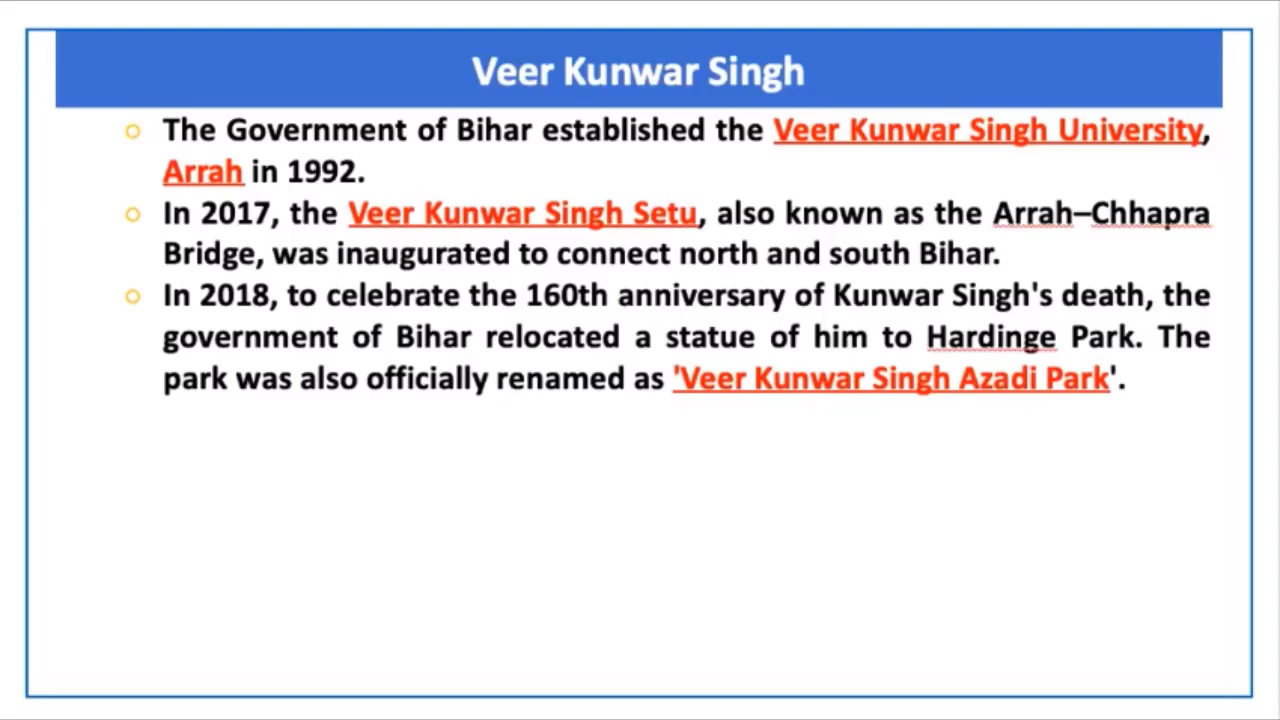 Veer Kunwar Singh
The Government of Bihar established the Veer Kunwar Singh University,
Arrah in 1992.
In 2017, the Veer Kunwar Singh Setu, also known as the Arrah–Chhapra
Bridge, was inaugurated to connect north and south Bihar.
In 2018, to celebrate the 160th anniversary of Kunwar Singh's death, the
government of Bihar relocated a statue of him to Hardinge Park. The
park was also officially renamed as 'Veer Kunwar Singh Azadi Park'.